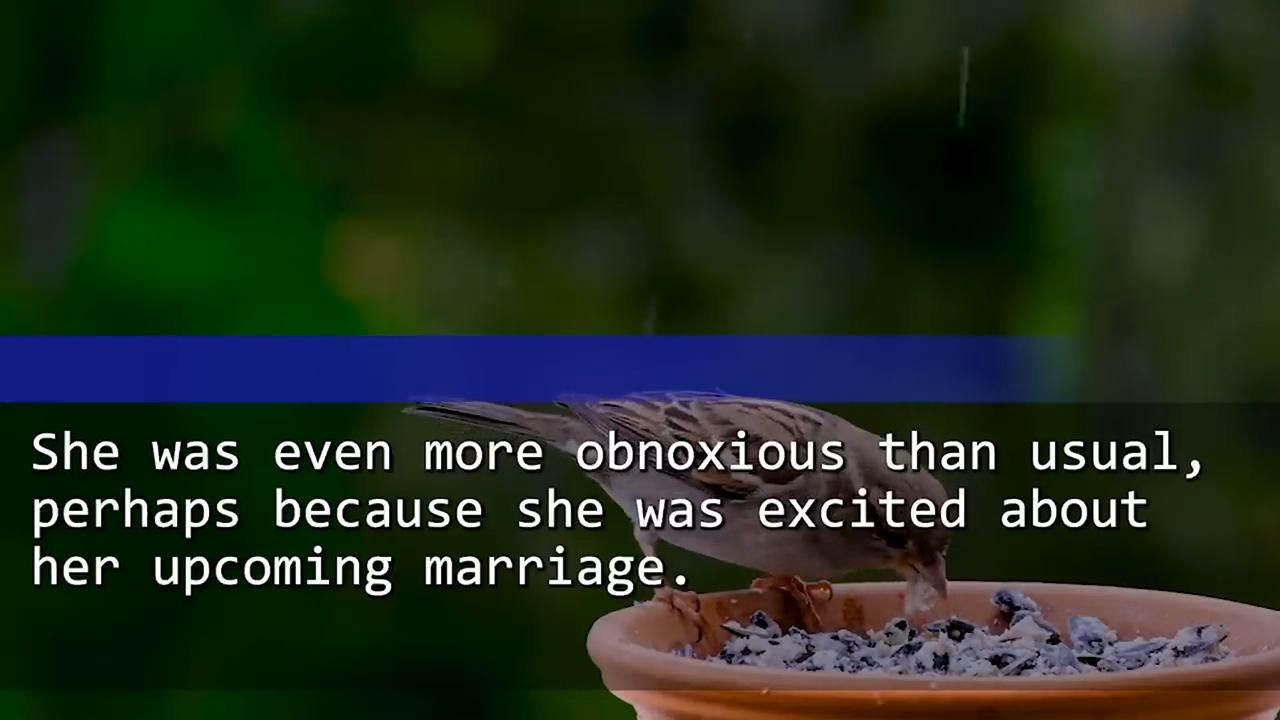 She was even more obnoxious than usual,
perhaps because she was excited about
her upcoming marriage.